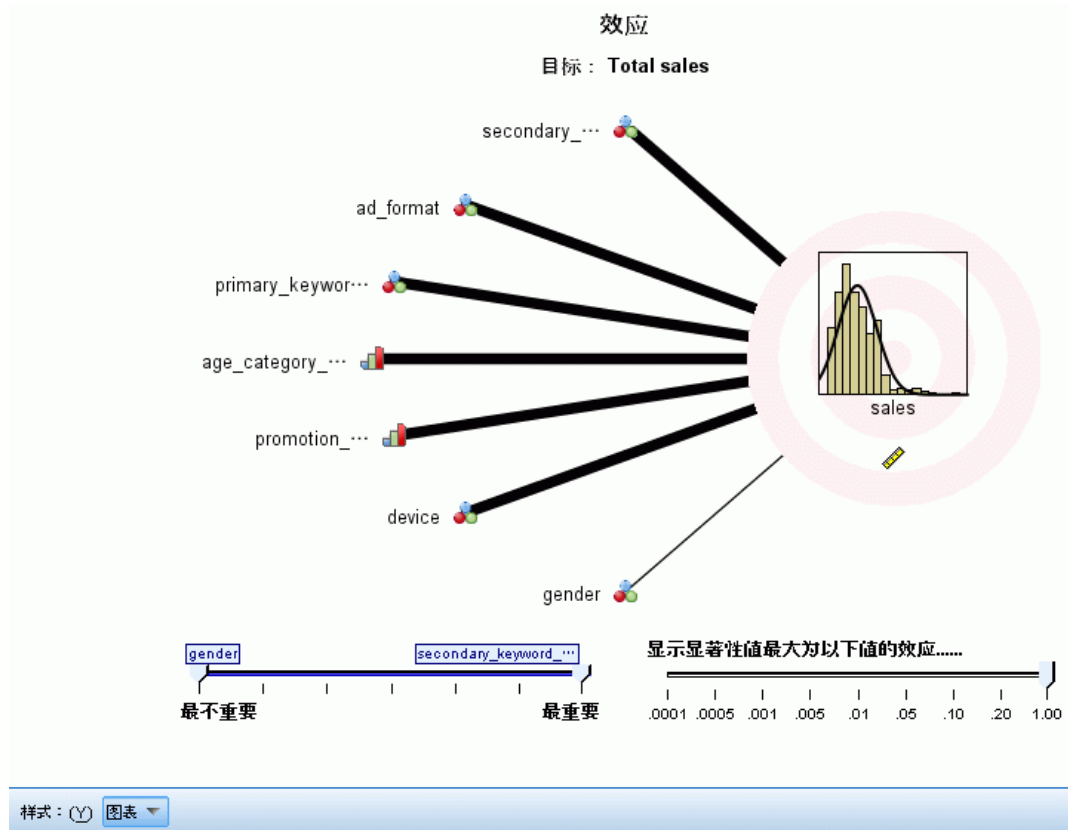 效应
目标： Total sales
secondary_…
ad_format
primary_keywor…
age_category_…
promotion_…
device
gender
sales
gender
secondary_keyword_…
最不重要
最重要
显示显著性值最大为以下值的效应......
.0001 .0005 .001 .005 .01 .05 .10 .20 1.00
样式：(Y) 图表